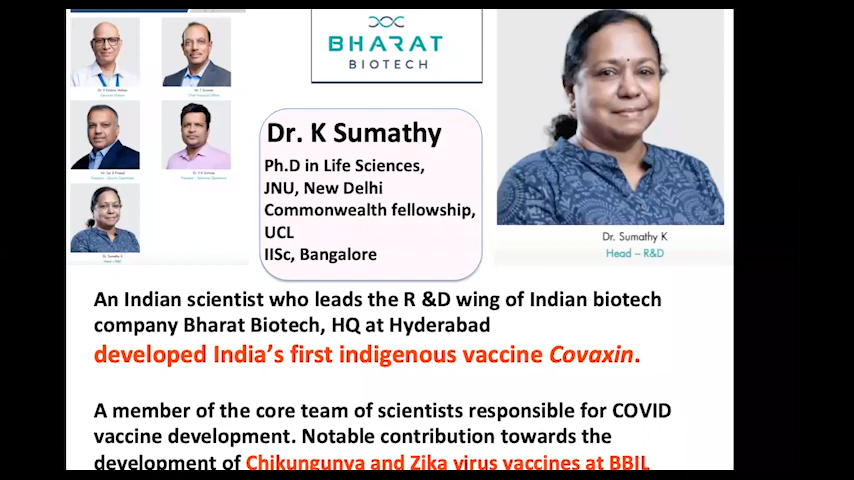 BHARAT
BIOTECH
Dr. K Sumathy
Ph.D in Life Sciences,
JNU, New Delhi
Commonwealth fellowship,
UCL
IISc, Bangalore
Dr. Sumathy K
Head – R&D
An Indian scientist who leads the R &D wing of Indian biotech
company Bharat Biotech, HQ at Hyderabad
developed India's first indigenous vaccine Covaxin.
A member of the core team of scientists responsible for COVID
vaccine development. Notable contribution towards the
development of Chikungunya and Zika virus vaccines at BBIL